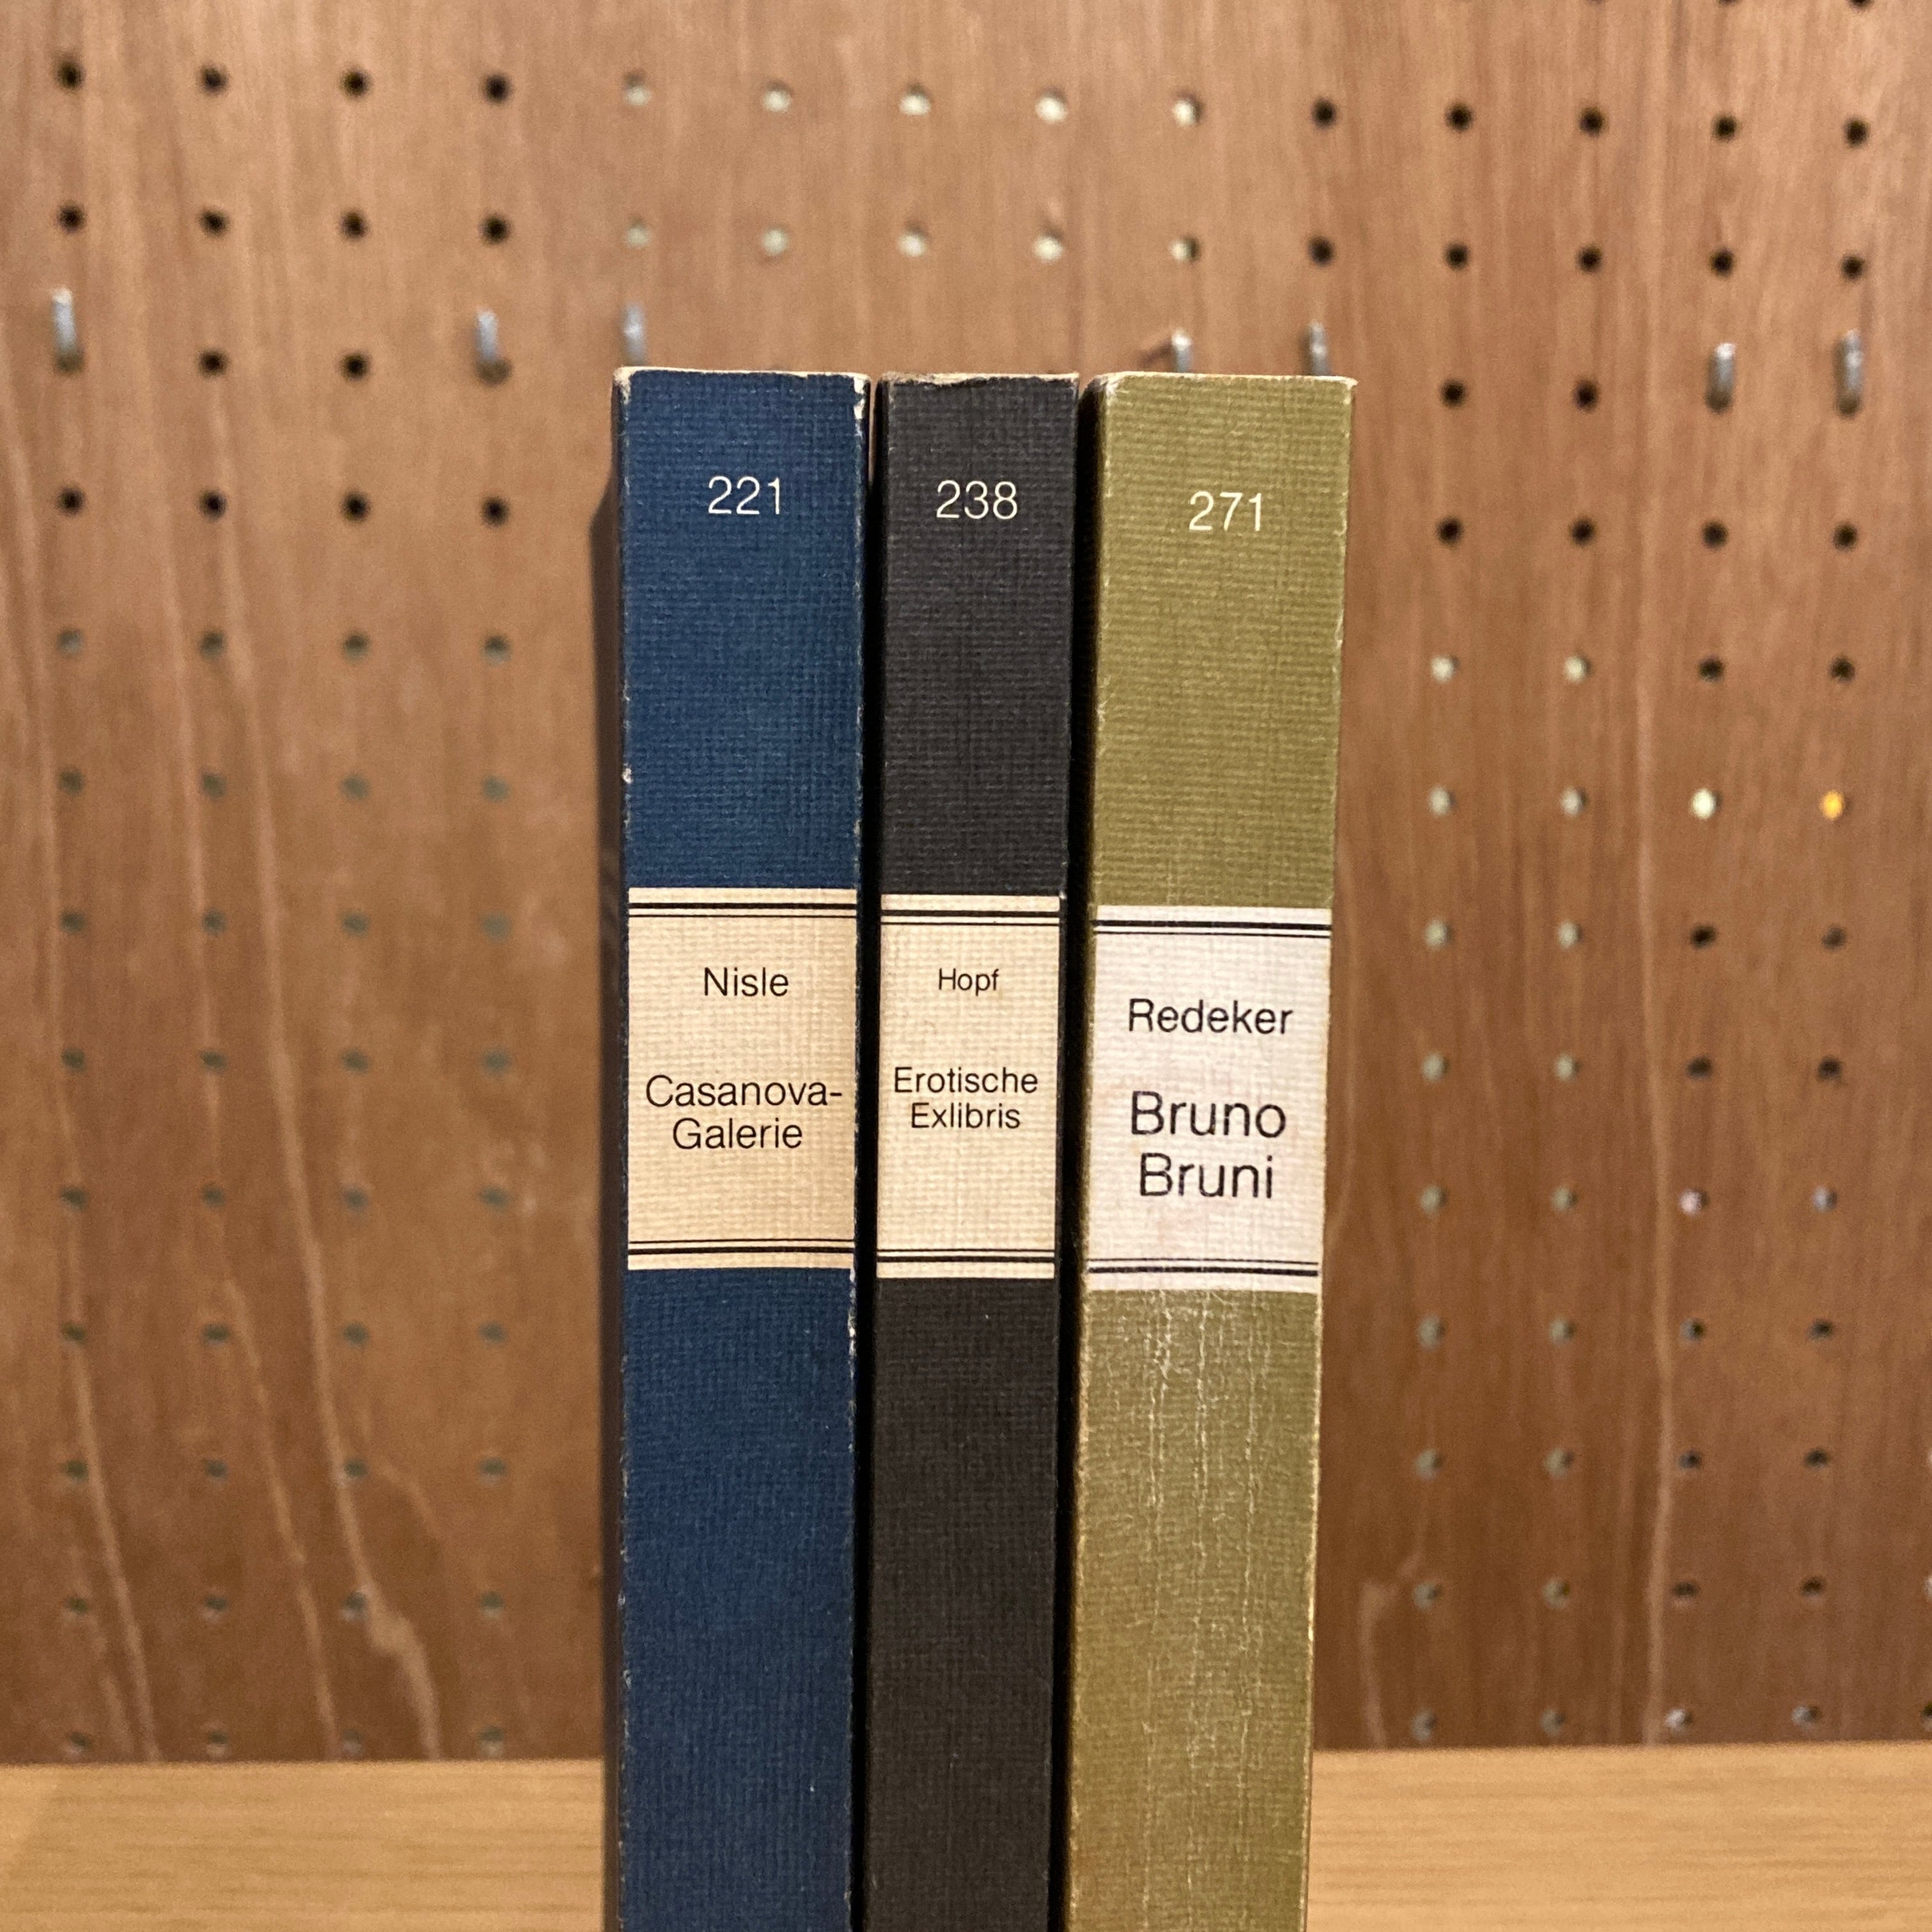 221
Nisle
Casanova-
Galerie
238
Hopf
Erotische
Exlibris
271
Redeker
Bruno
Bruni